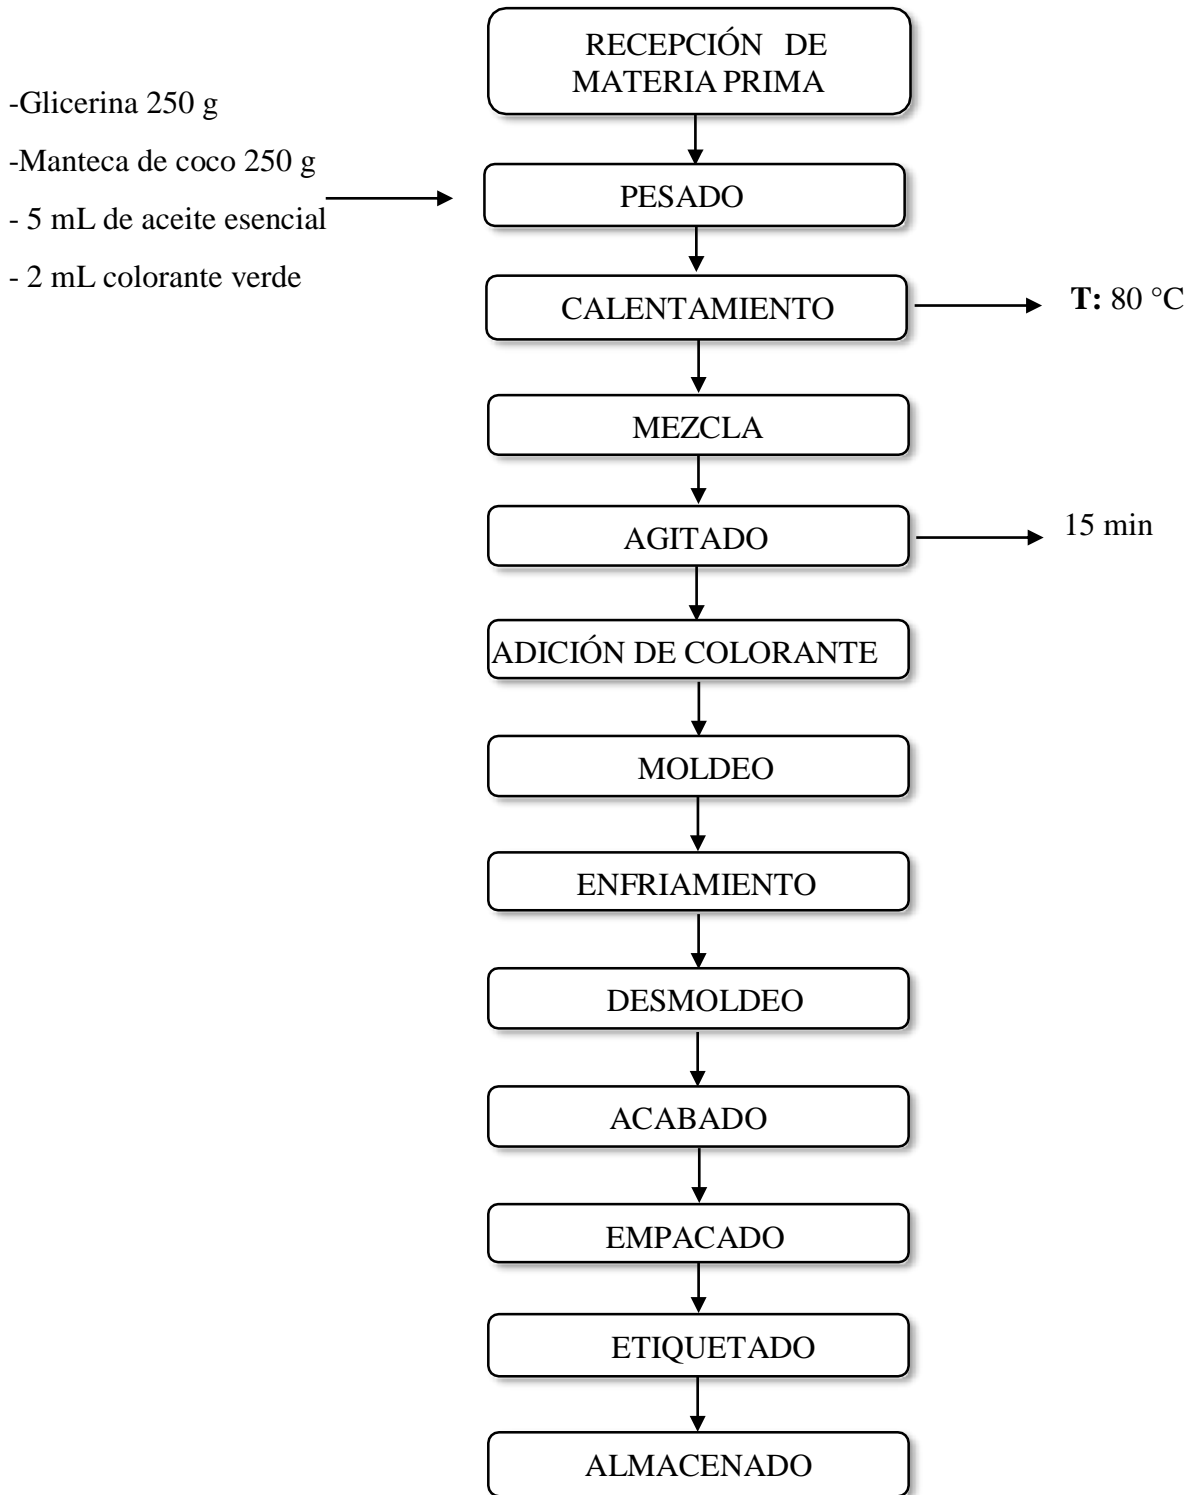 RECEPCIÓN DE
MATERIA PRIMA
-Glicerina 250 g
-Manteca de coco 250 g
- 5 mL de aceite esencial
- 2 mL colorante verde
PESADO
CALENTAMIENTO
T: 80 °C
MEZCLA
AGITADO
15 min
ADICIÓN DE COLORANTE
MOLDEO
ENFRIAMIENTO
DESMOLDEO
ACABADO
EMPACADO
ETIQUETADO
ALMACENADO